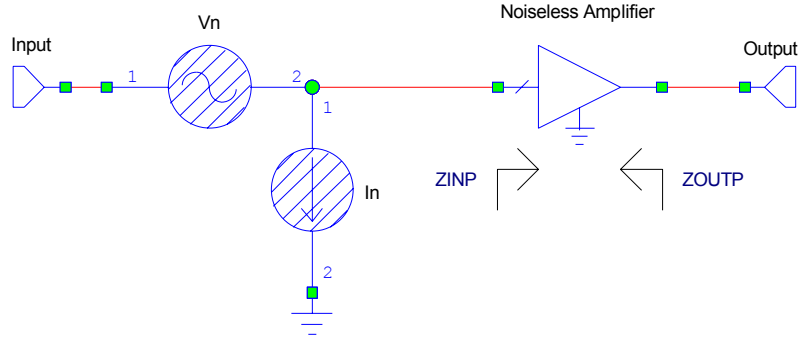 Noiseless Amplifier
Vn
Input
Output
1
2
1
ZINP
ZOUTP
In
2